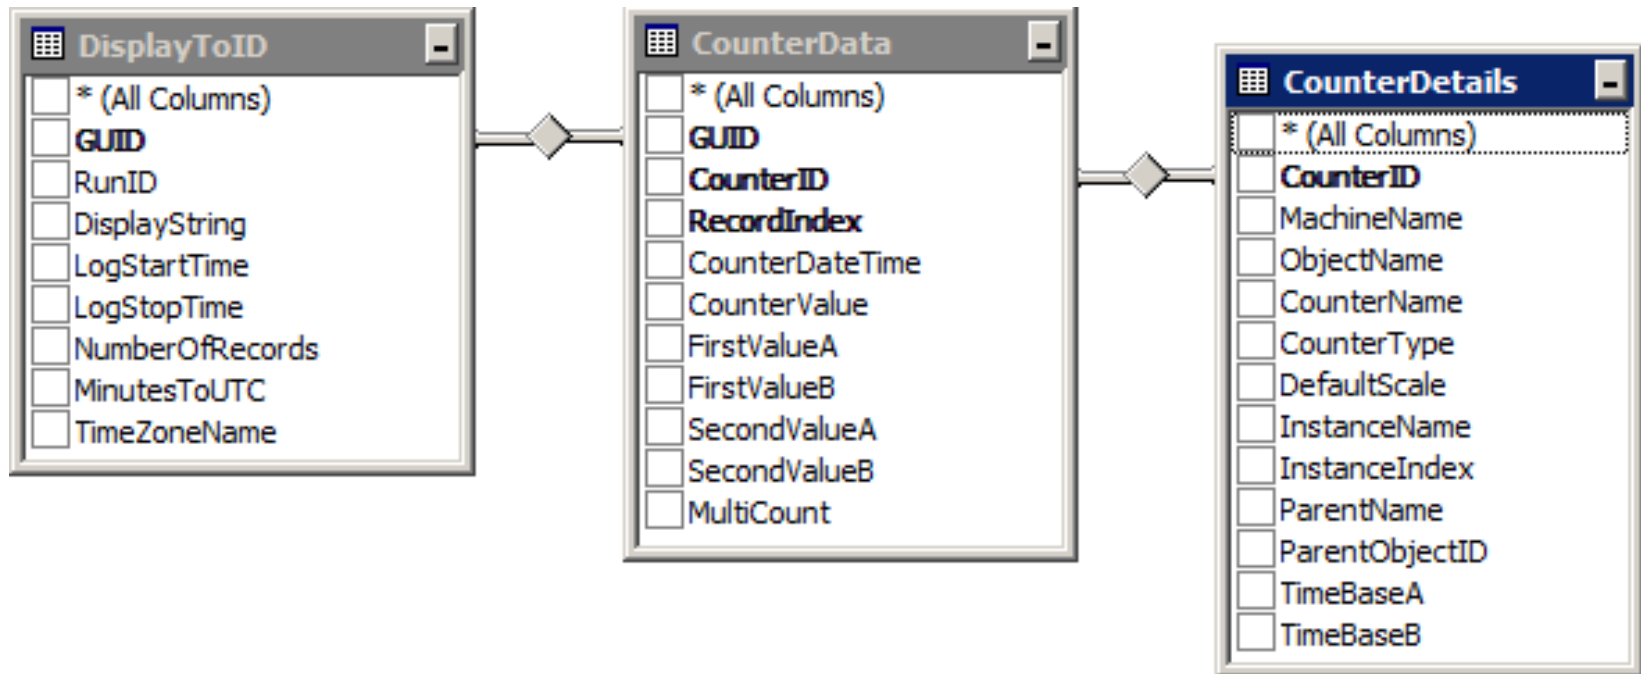 DisplayToID
* (All Columns)
GUID
RunID
DisplayString
LogStartTime
LogStopTime
NumberOfRecords
MinutesToUTC
TimeZoneName
CounterData
* (All Columns)
GUID
CounterID
RecordIndex
CounterDateTime
CounterValue
FirstValueA
FirstValueB
SecondValueA
SecondValueB
MultiCount
CounterDetails
* (All Columns)
CounterID
MachineName
ObjectName
CounterName
CounterType
DefaultScale
InstanceName
InstanceIndex
ParentName
ParentObjectID
TimeBaseA
TimeBaseB